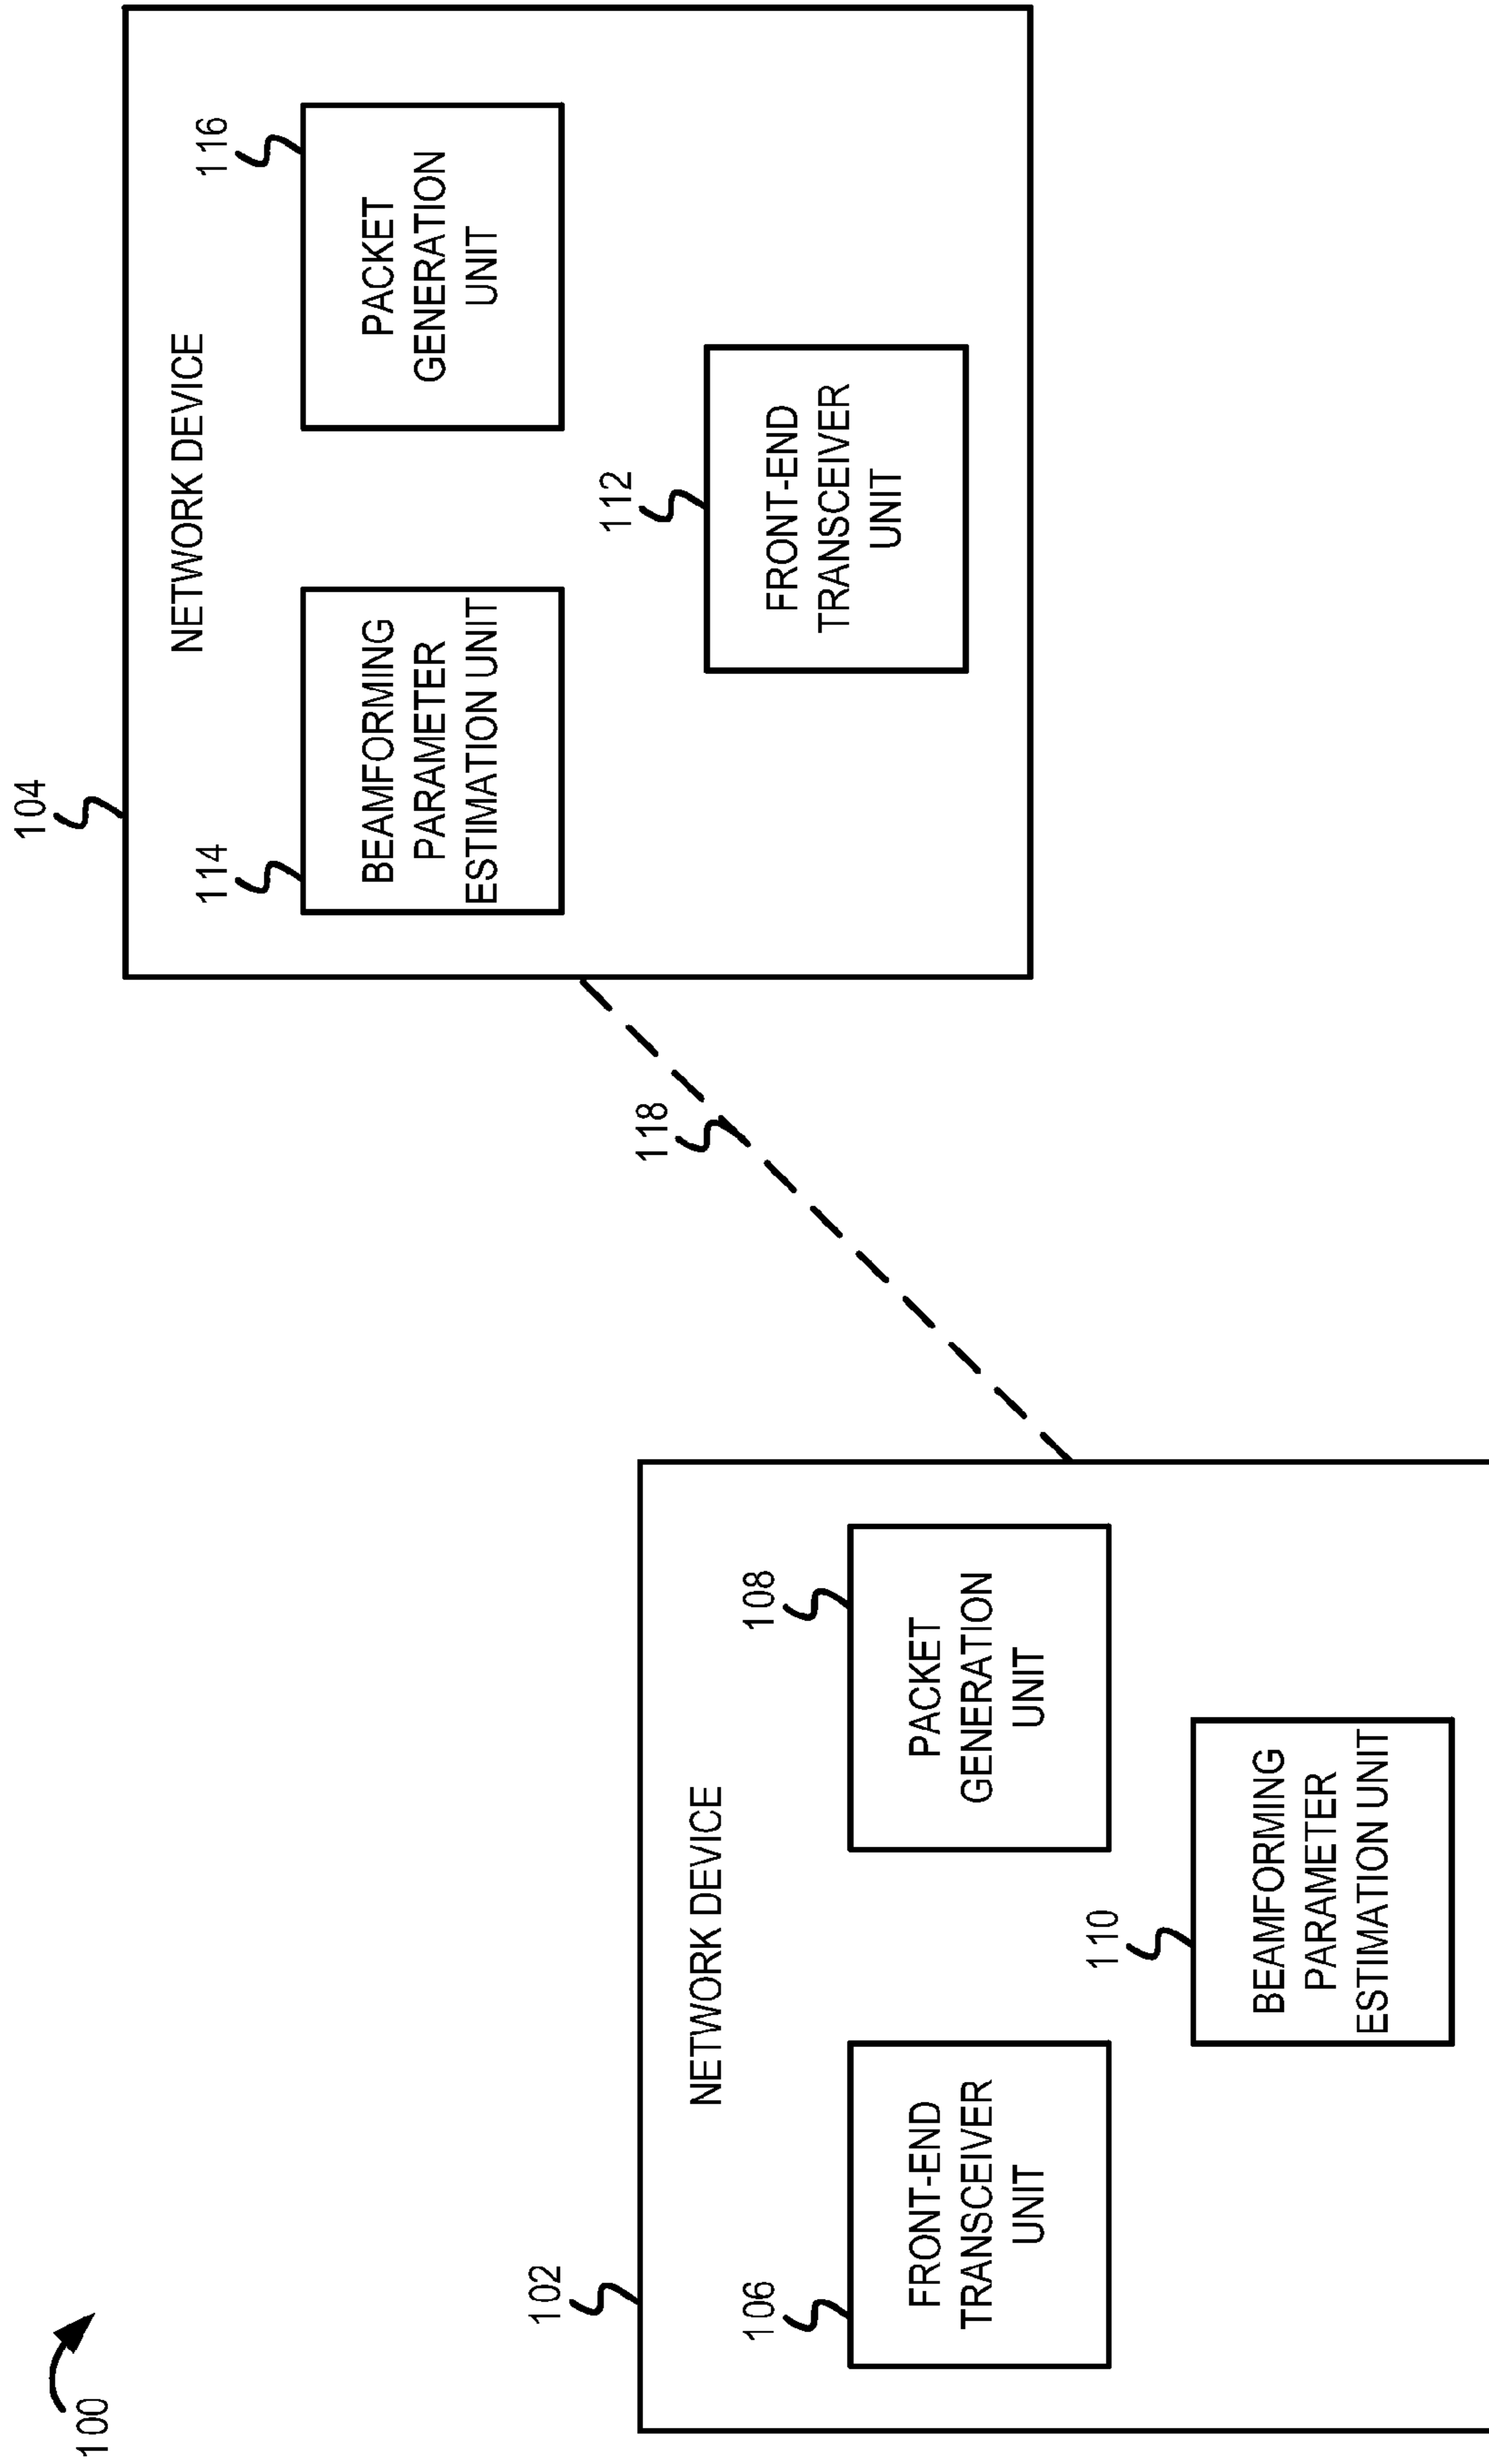 100
102
NETWORK DEVICE
106
FRONT-END
TRANSCEIVER
UNIT
108
PACKET
GENERATION
UNIT
110
BEAMFORMING
PARAMETER
ESTIMATION UNIT
118
104
NETWORK DEVICE
114
BEAMFORMING
PARAMETER
ESTIMATION UNIT
116
PACKET
GENERATION
UNIT
112
FRONT-END
TRANSCEIVER
UNIT